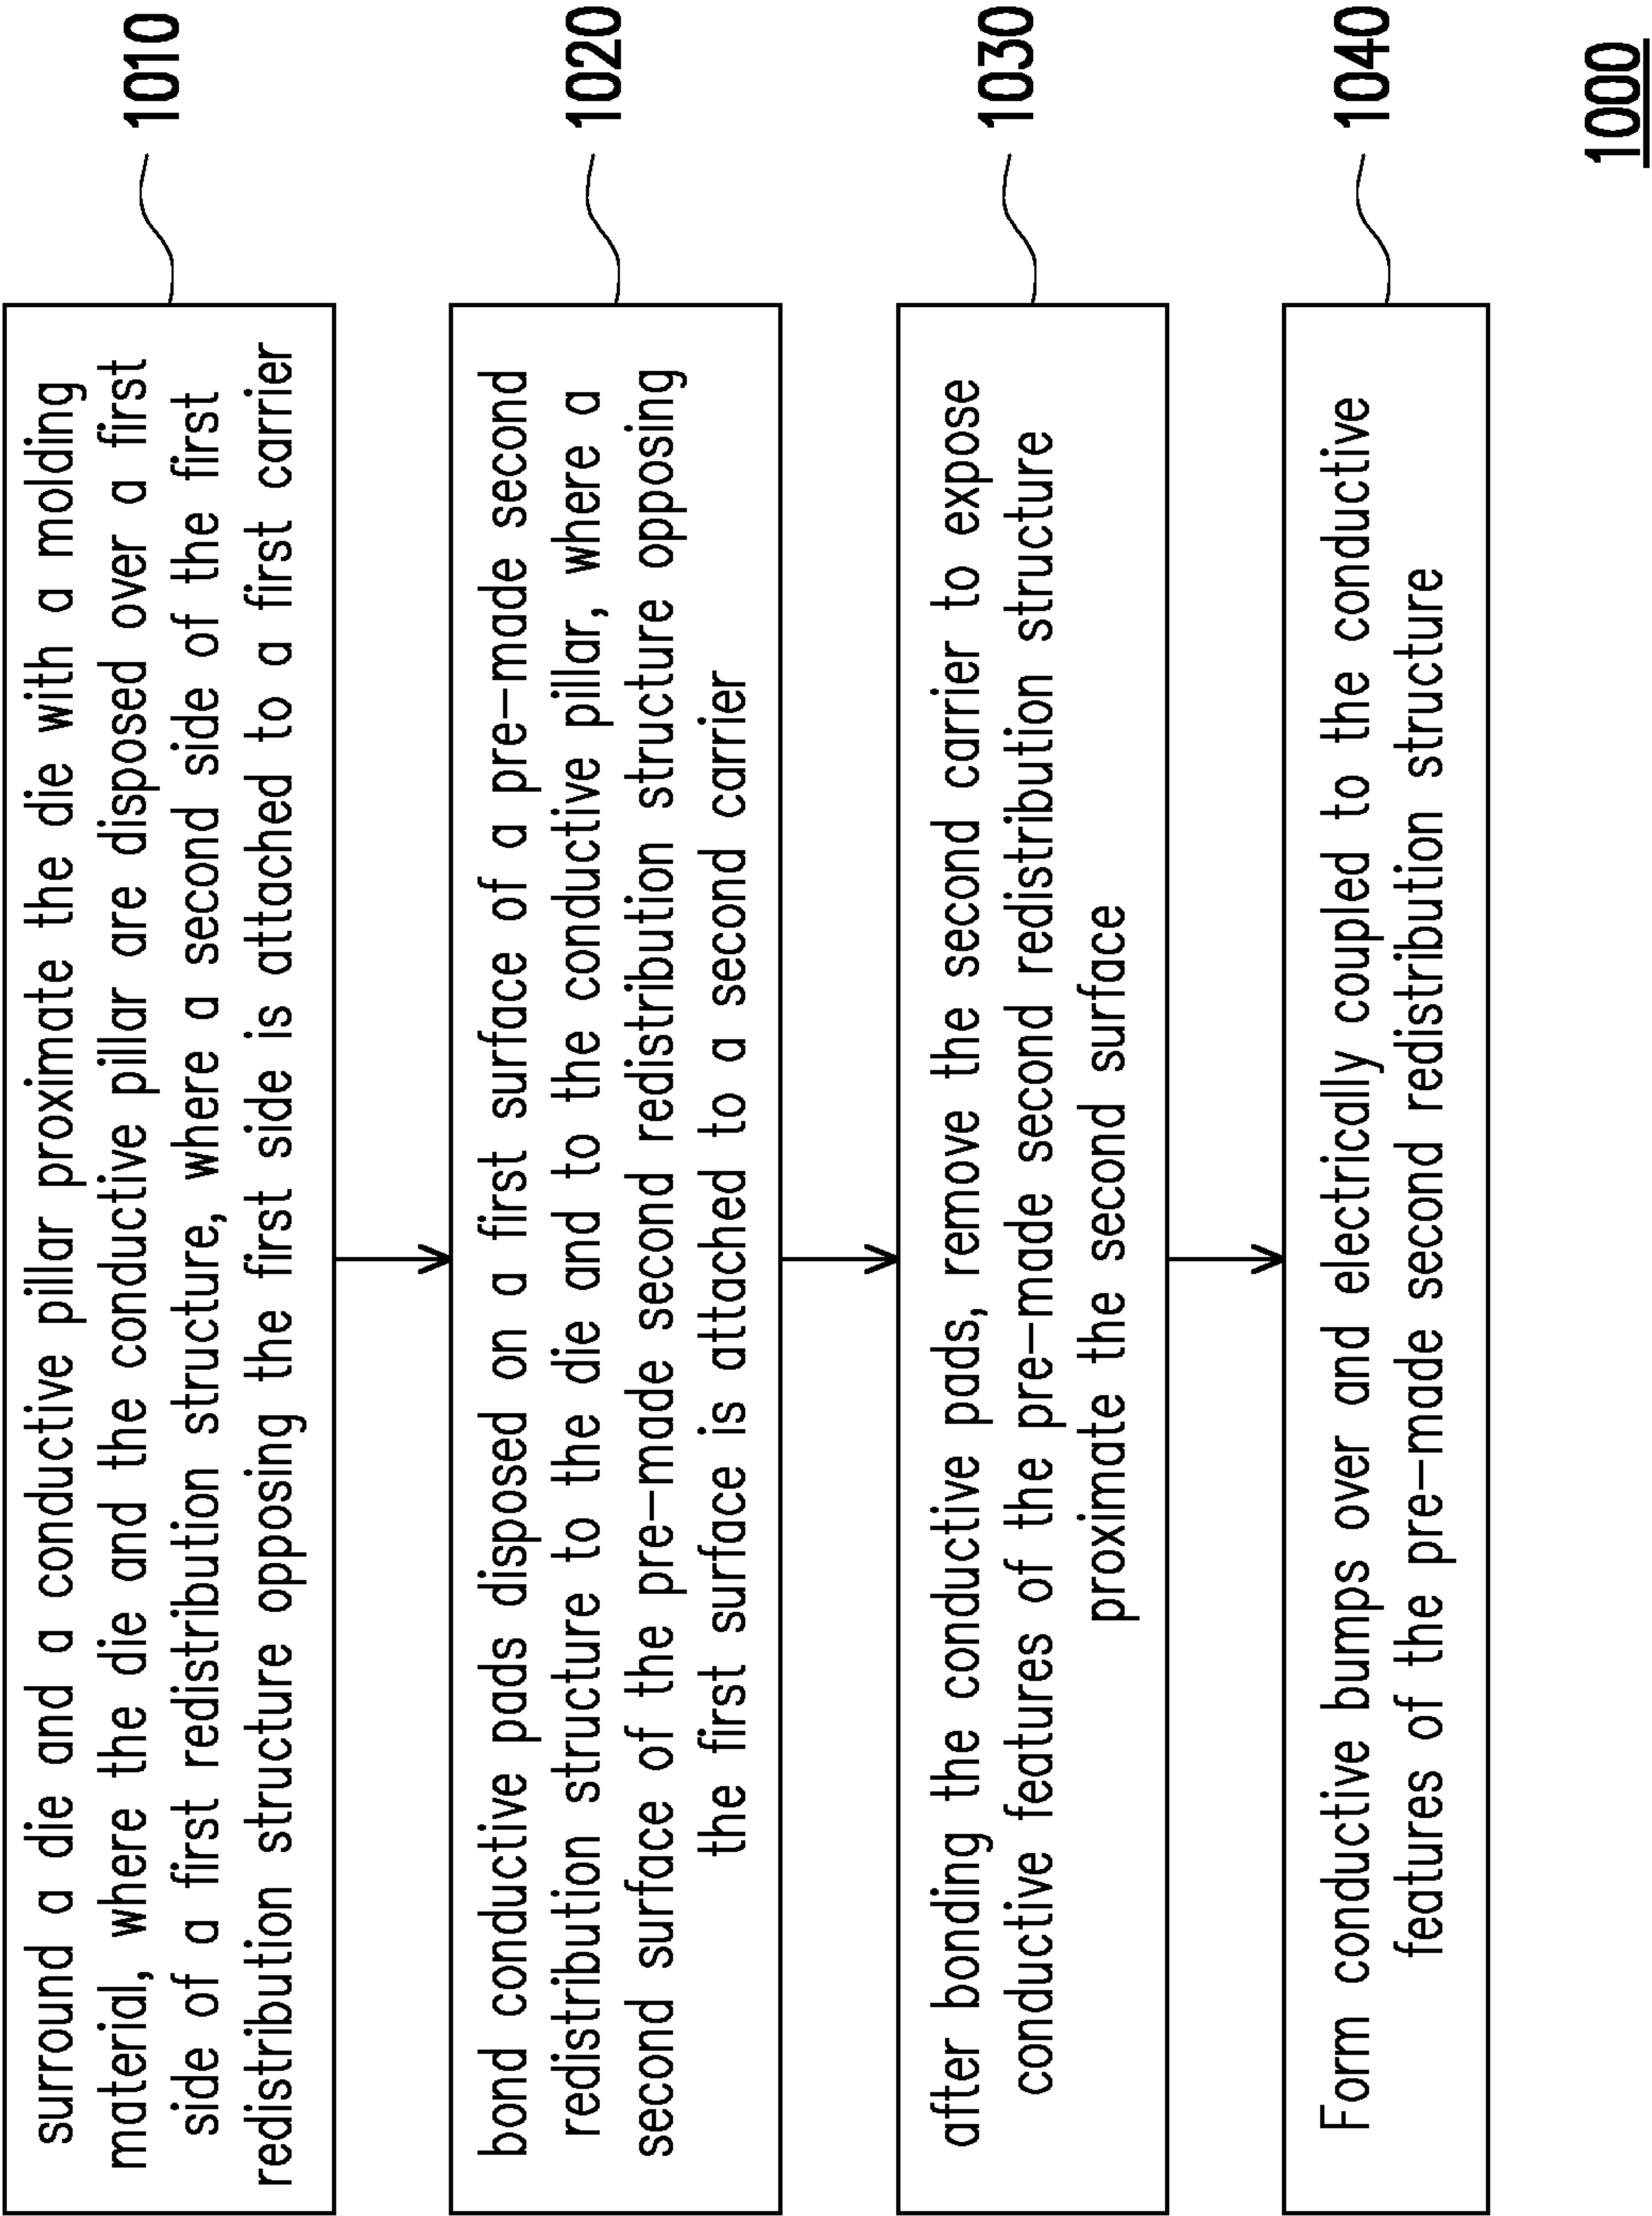 surround a die and a conductive pillar proximate the die with a molding
material, where the die and the conductive pillar are disposed over a first
side of a first redistribution structure, where a second side of the first
redistribution structure opposing the first side is attached to a first carrier
1010
bond conductive pads disposed on a first surface of a pre-made second
redistribution structure to the die and to the conductive pillar, where a
second surface of the pre-made second redistribution structure opposing
the first surface is attached to a second carrier
1020
after bonding the conductive pads, remove the second carrier to expose
conductive features of the pre-made second redistribution structure
proximate the second surface
1030
Form conductive bumps over and electrically coupled to the conductive
features of the pre-made second redistribution structure
1040
1000